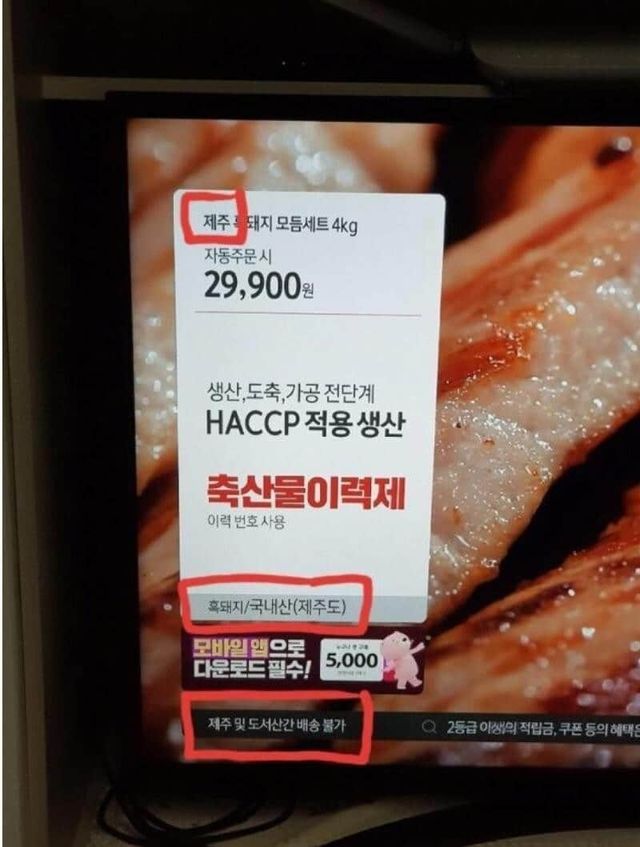 제주 흑돼지 모듬세트 4kg
자동주문 시
29,900원
생산,도축,가공 전단계
HACCP 적용 생산
축산물이력제
이력 번호 사용
흑돼지/국내산(제주도)
모바일 앱으로
다운로드 필수!
5,000
제주 및 도서산간 배송 불가
2등급 이상의 적립금, 쿠폰 등의 혜택은